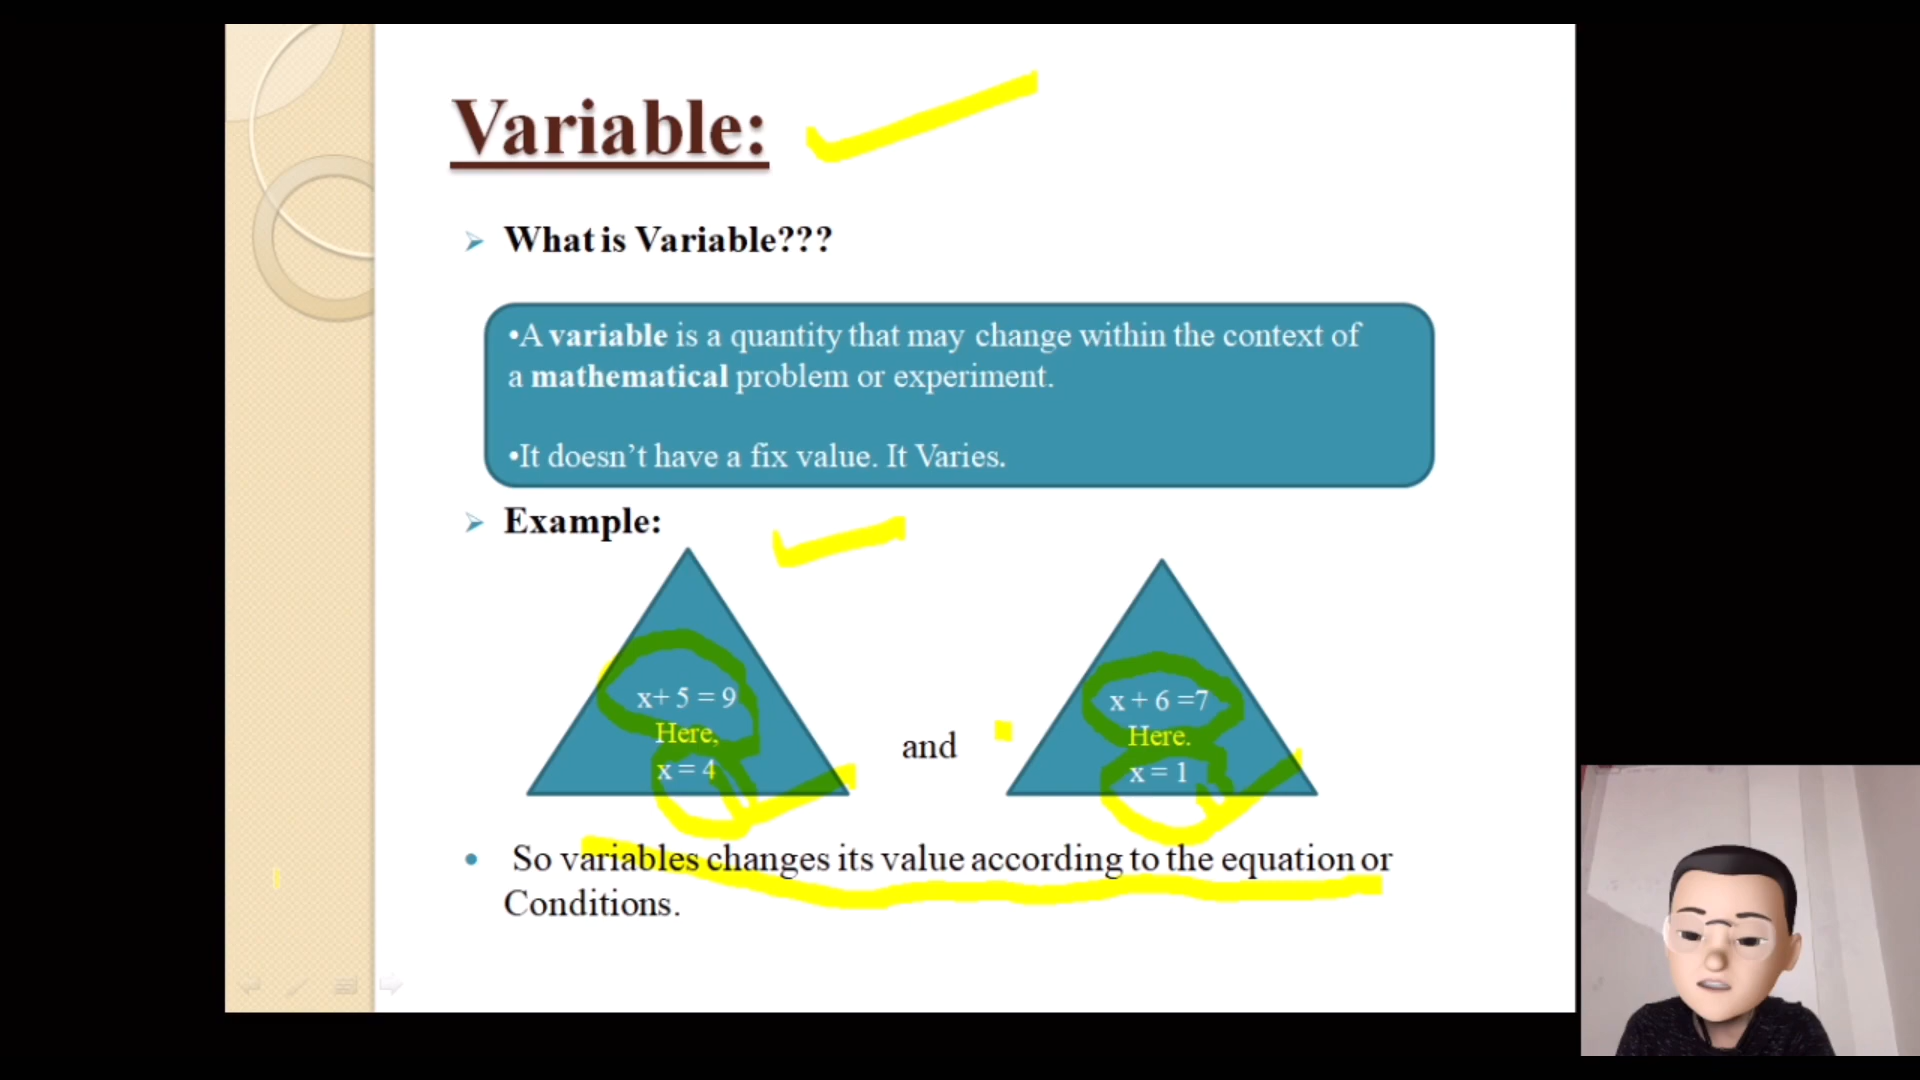 Variable:
What is Variable???
•A variable is a quantity that may change within the context of
a mathematical problem or experiment.
•It doesn’t have a fix value. It Varies.
Example:
x+ 5 = 9
Here,
x = 4
and
x + 6 =7
Here.
x = 1
So variables changes its value according to the equation or
Conditions.